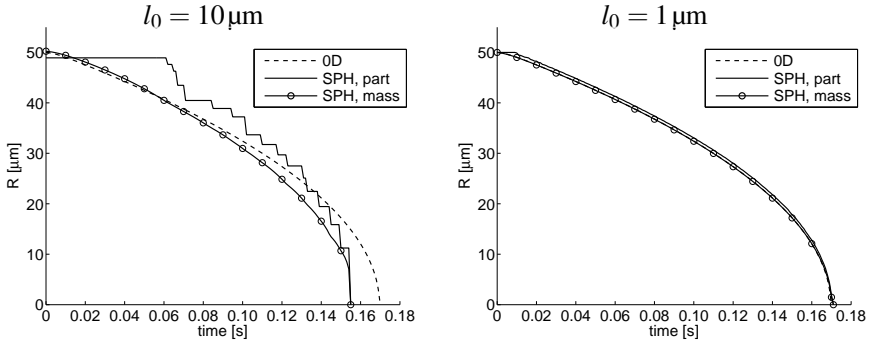 l₀ = 10 µm
R [µm]
50
40
30
20
10
0
0D
SPH, part
SPH, mass
0 0.02 0.04 0.06 0.08 0.10 0.12 0.14 0.16 0.18
time [s]
l₀ = 1 µm
R [µm]
50
40
30
20
10
0
0D
SPH, part
SPH, mass
0 0.02 0.04 0.06 0.08 0.10 0.12 0.14 0.16 0.18
time [s]